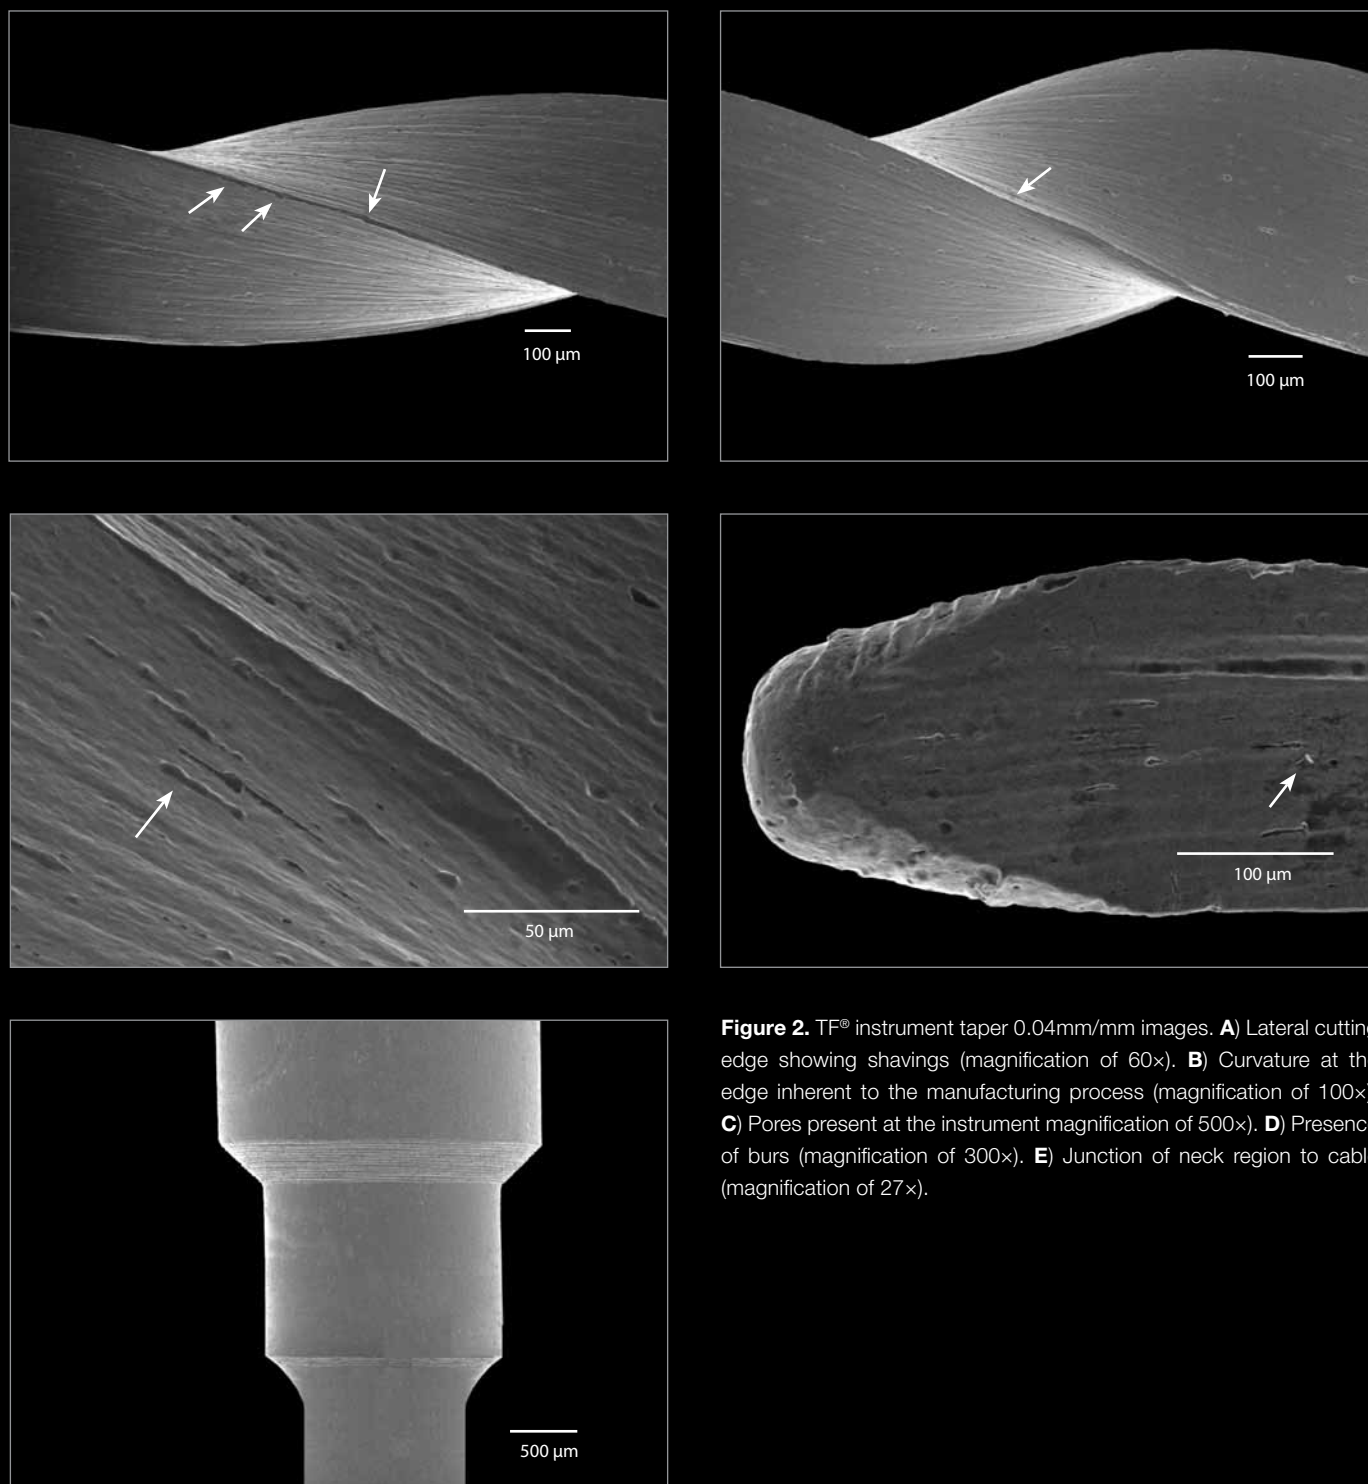 100 µm
100 µm
50 µm
100 µm
500 µm
Figure 2. TF® instrument taper 0.04mm/mm images. A) Lateral cutting
edge showing shavings (magnification of 60×). B) Curvature at th
edge inherent to the manufacturing process (magnification of 100×
C) Pores present at the instrument magnification of 500×). D) Presenc
of burs (magnification of 300×). E) Junction of neck region to cabl
(magnification of 27×).